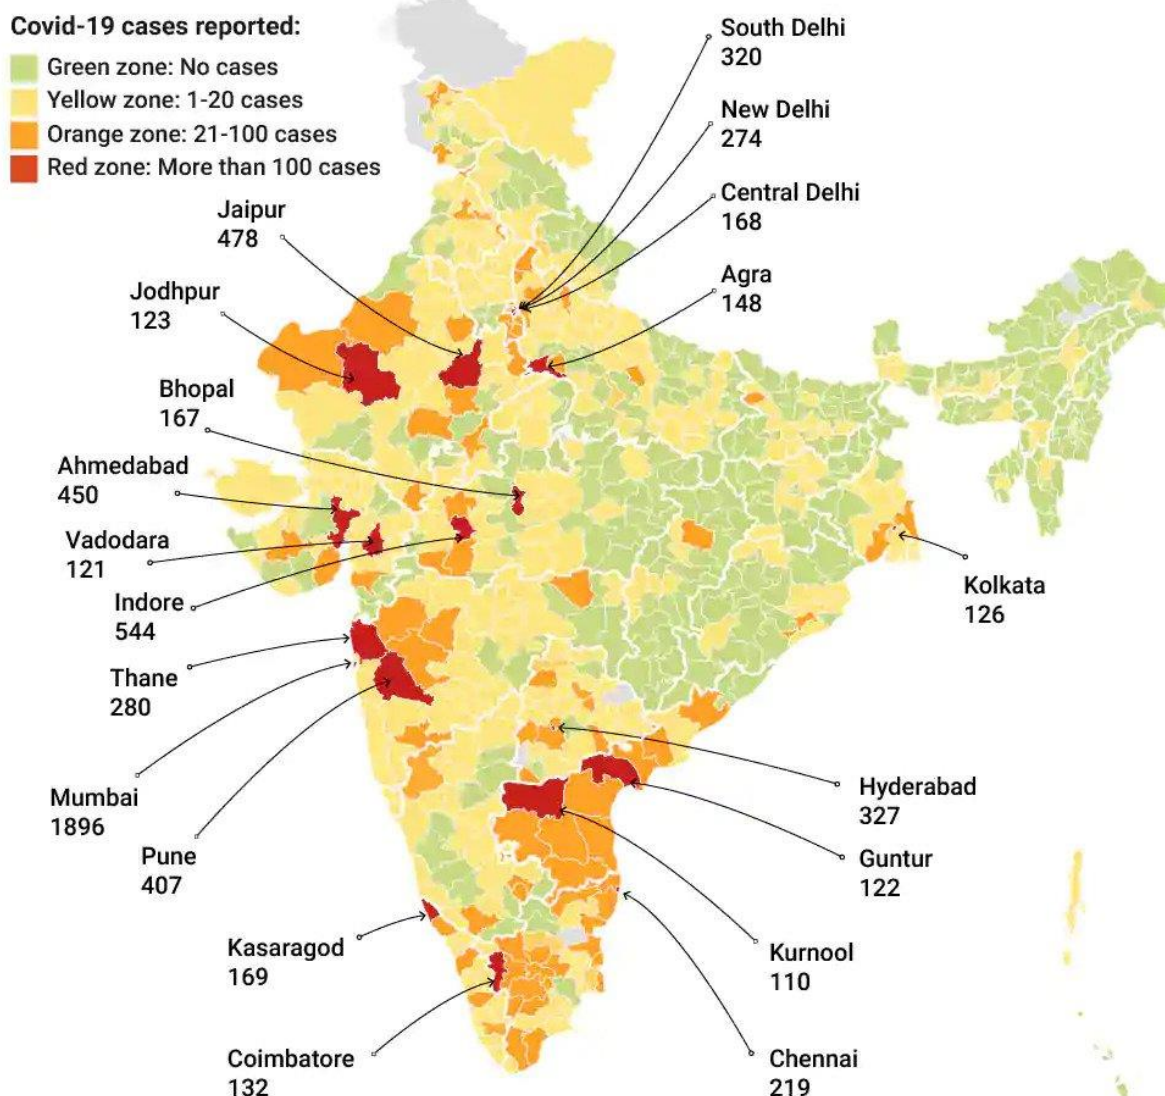 Covid-19 cases reported:
Green zone: No cases
Yellow zone: 1-20 cases
Orange zone: 21-100 cases
Red zone: More than 100 cases
South Delhi
320
New Delhi
274
Central Delhi
168
Agra
148
Jaipur
478
Jodhpur
123
Bhopal
167
Ahmedabad
450
Vadodara
121
Indore
544
Thane
280
Mumbai
1896
Pune
407
Kolkata
126
Hyderabad
327
Guntur
122
Kurnool
110
Kasaragod
169
Coimbatore
132
Chennai
219